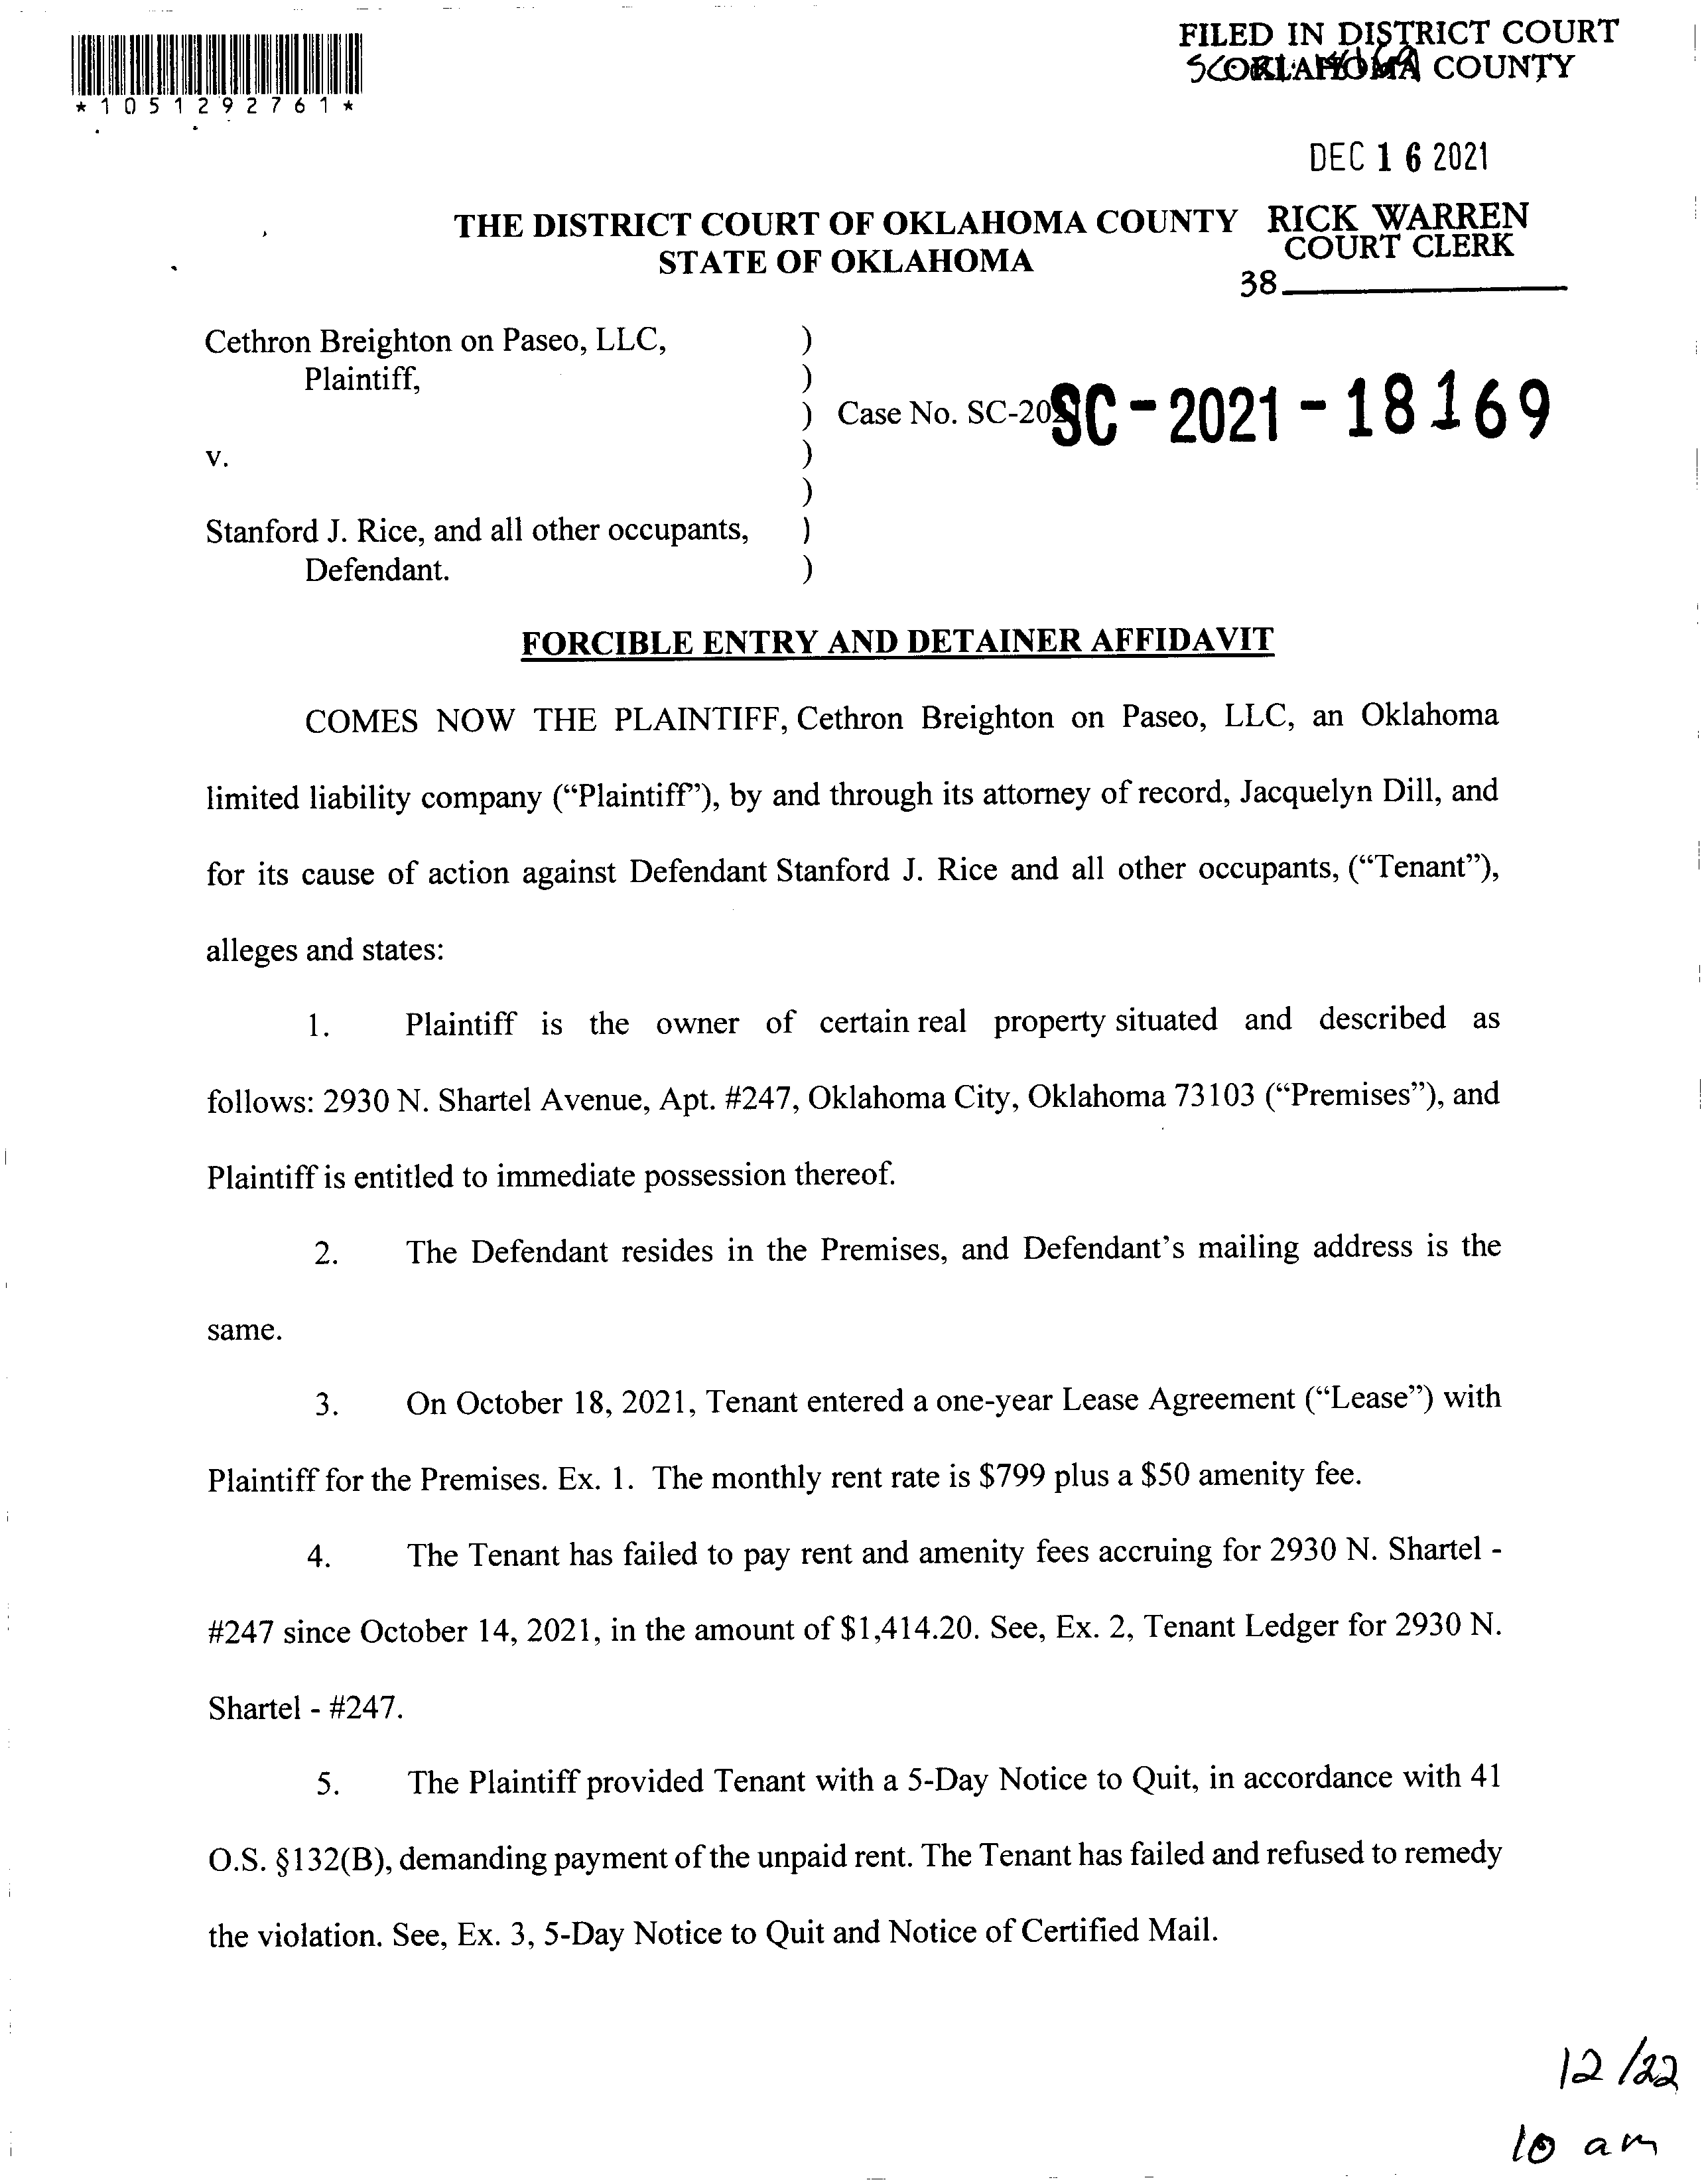 FILED IN DISTRICT COURT
OKLAHOMA COUNTY
*1051292761*
DEC 16 2021
THE DISTRICT COURT OF OKLAHOMA COUNTY
STATE OF OKLAHOMA
RICK WARREN
COURT CLERK
38
Cethron Breighton on Paseo, LLC, )
Plaintiff, )
) Case No. SC-20 SC-2021-18169
v. )
)
Stanford J. Rice, and all other occupants, )
Defendant. )
FORCIBLE ENTRY AND DETAINER AFFIDAVIT
COMES NOW THE PLAINTIFF, Cethron Breighton on Paseo, LLC, an Oklahoma
limited liability company (“Plaintiff”), by and through its attorney of record, Jacquelyn Dill, and
for its cause of action against Defendant Stanford J. Rice and all other occupants, (“Tenant”),
alleges and states:
1. Plaintiff is the owner of certain real property situated and described as
follows: 2930 N. Shartel Avenue, Apt. #247, Oklahoma City, Oklahoma 73103 (“Premises”), and
Plaintiff is entitled to immediate possession thereof.
2. The Defendant resides in the Premises, and Defendant’s mailing address is the
same.
3. On October 18, 2021, Tenant entered a one-year Lease Agreement (“Lease”) with
Plaintiff for the Premises. Ex. 1. The monthly rent rate is $799 plus a $50 amenity fee.
4. The Tenant has failed to pay rent and amenity fees accruing for 2930 N. Shartel -
#247 since October 14, 2021, in the amount of $1,414.20. See, Ex. 2, Tenant Ledger for 2930 N.
Shartel - #247.
5. The Plaintiff provided Tenant with a 5-Day Notice to Quit, in accordance with 41
O.S. §132(B), demanding payment of the unpaid rent. The Tenant has failed and refused to remedy
the violation. See, Ex. 3, 5-Day Notice to Quit and Notice of Certified Mail.
12/22
10 am